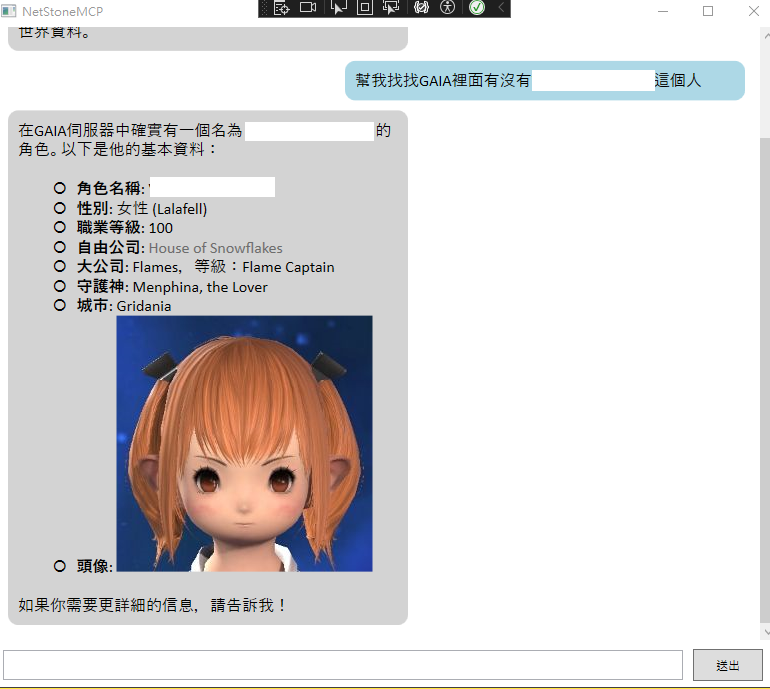 NetStoneMCP
世界資料。
幫我找找GAIA裡面有沒有 這個人
在GAIA伺服器中確實有一個名為 的
角色。以下是他的基本資料：
角色名稱:
性別: 女性 (Lalafell)
職業等級: 100
自由公司: House of Snowflakes
大公司: Flames, 等級：Flame Captain
守護神: Menphina, the Lover
城市: Gridania
頭像:
如果你需要更詳細的信息，請告訴我！
送出